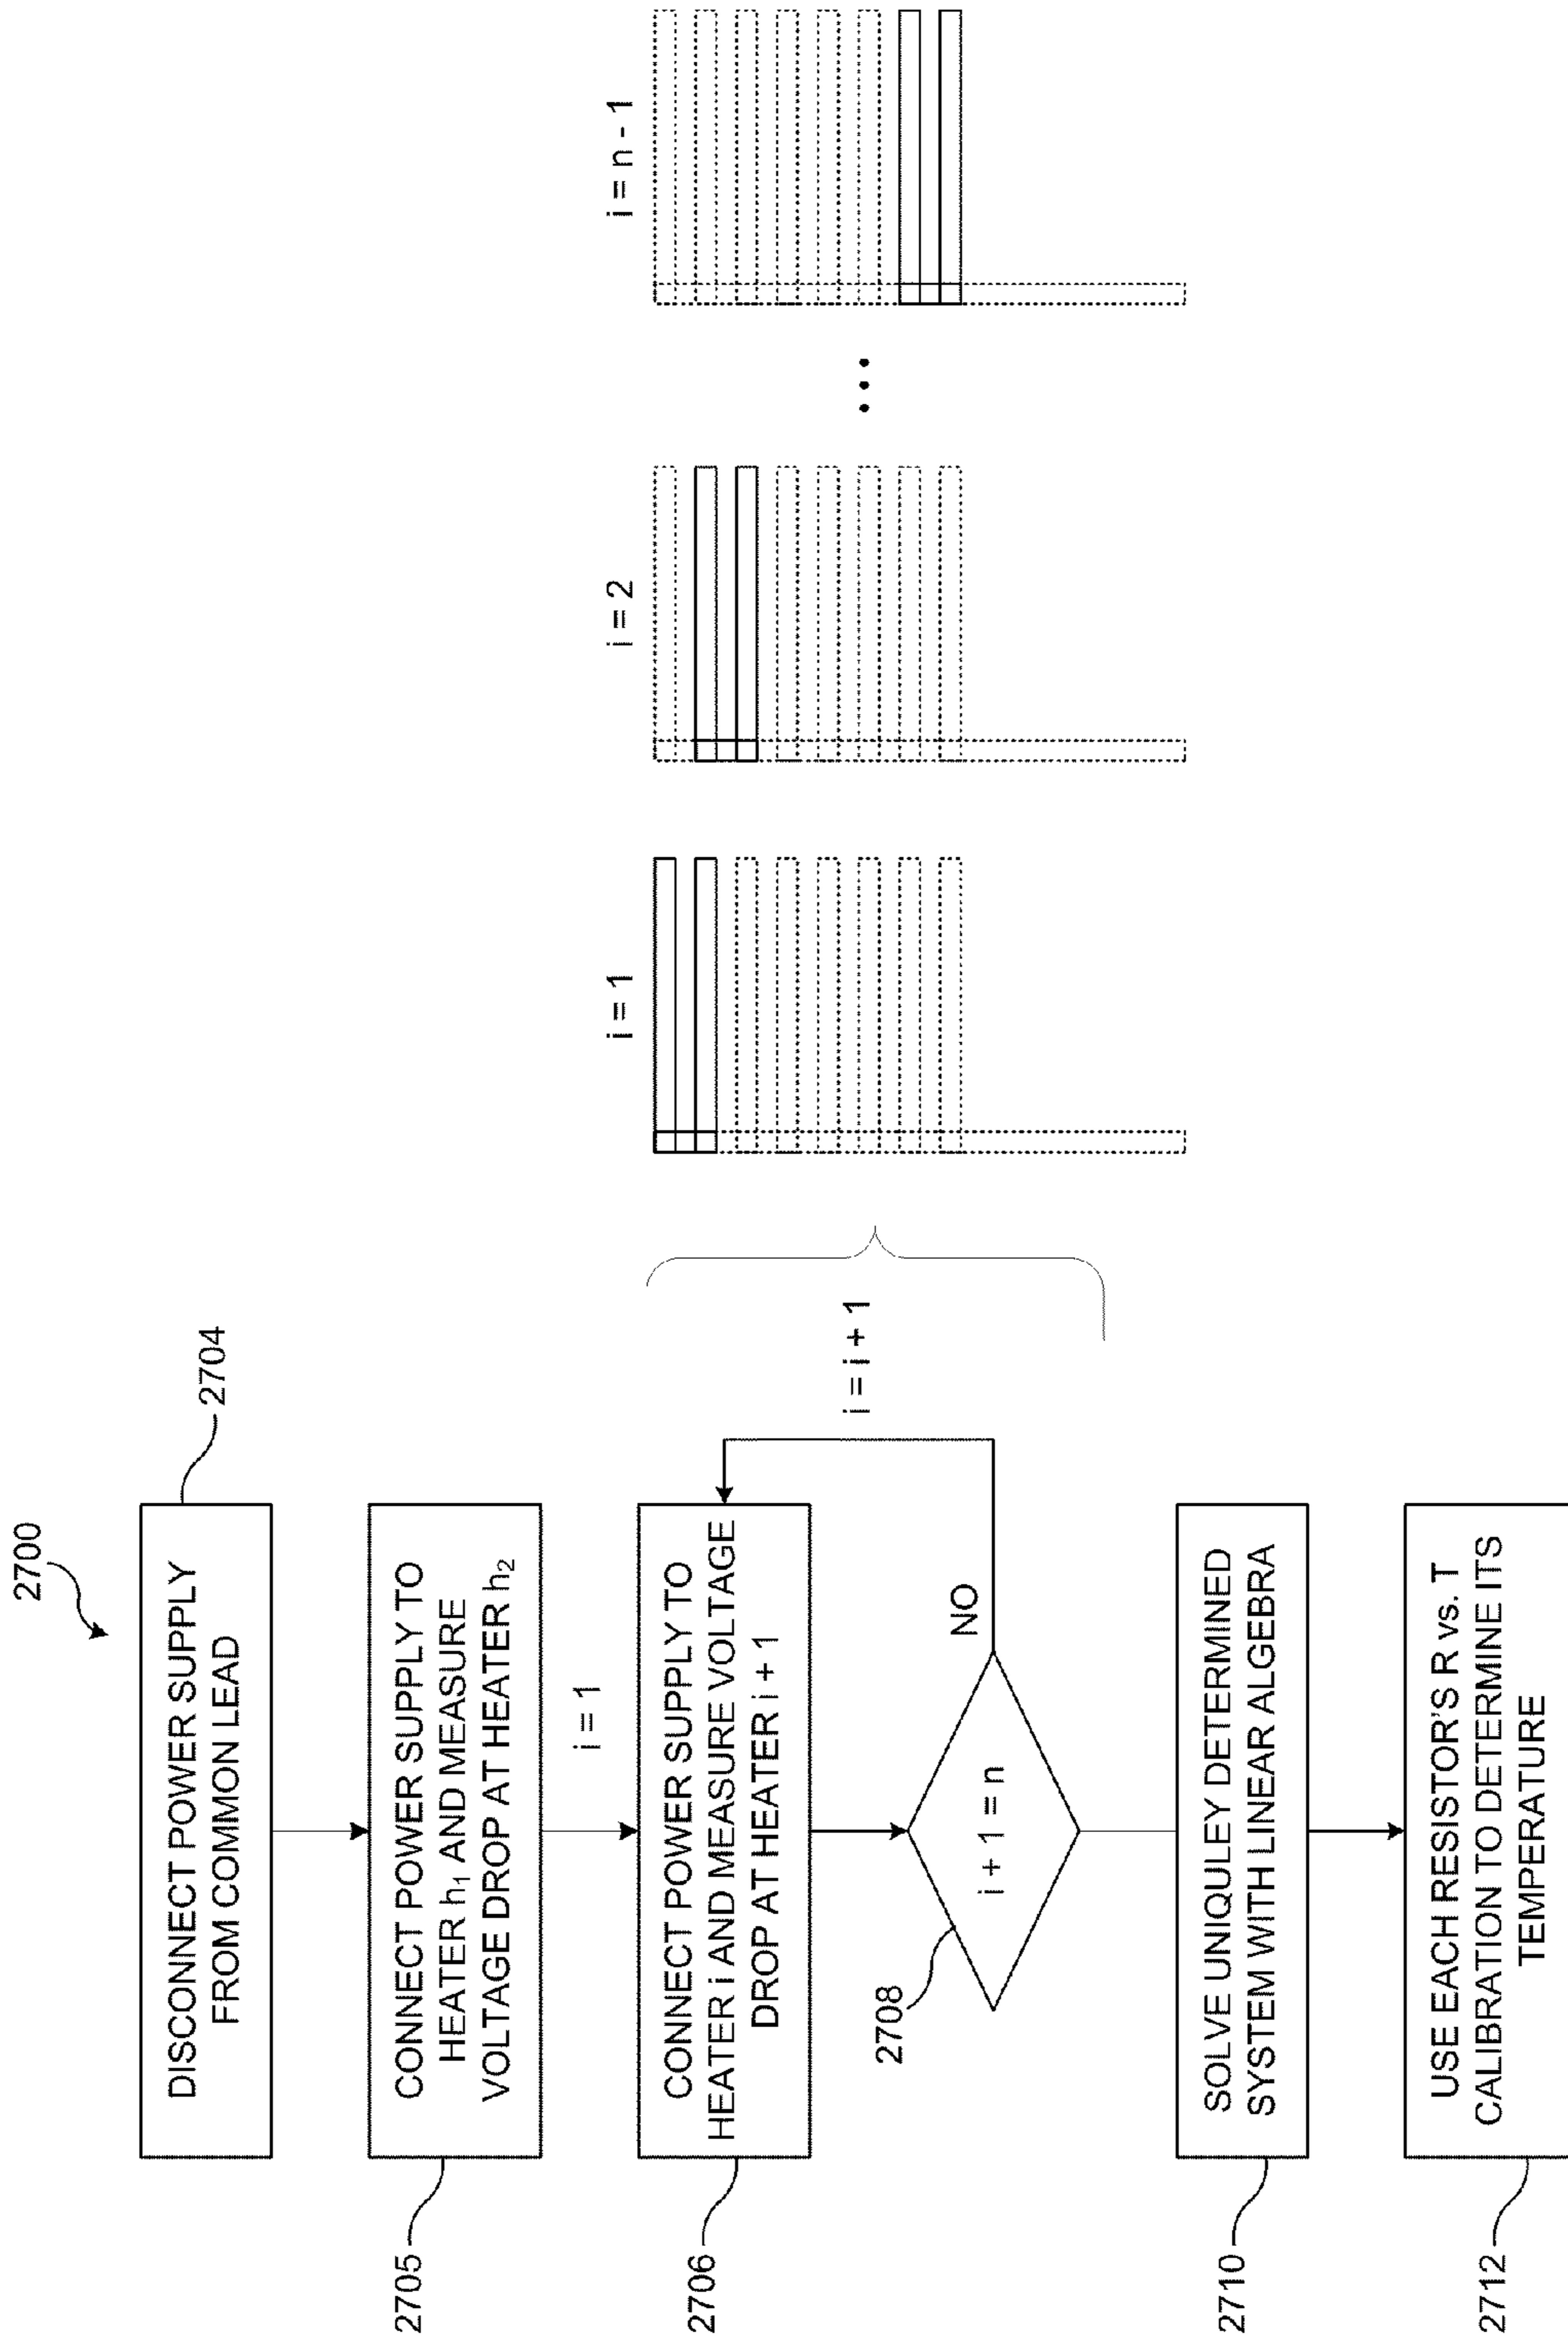 2700
DISCONNECT POWER SUPPLY
FROM COMMON LEAD
2704
CONNECT POWER SUPPLY TO
HEATER h₁ AND MEASURE
VOLTAGE DROP AT HEATER h₂
2705
i = 1
CONNECT POWER SUPPLY TO
HEATER i AND MEASURE VOLTAGE
DROP AT HEATER i + 1
2706
i + 1 = n
2708
NO
i = i + 1
SOLVE UNIQULEY DETERMINED
SYSTEM WITH LINEAR ALGEBRA
2710
USE EACH RESISTOR'S R vs. T
CALIBRATION TO DETERMINE ITS
TEMPERATURE
2712
i = 1
i = 2
• • •
i = n - 1